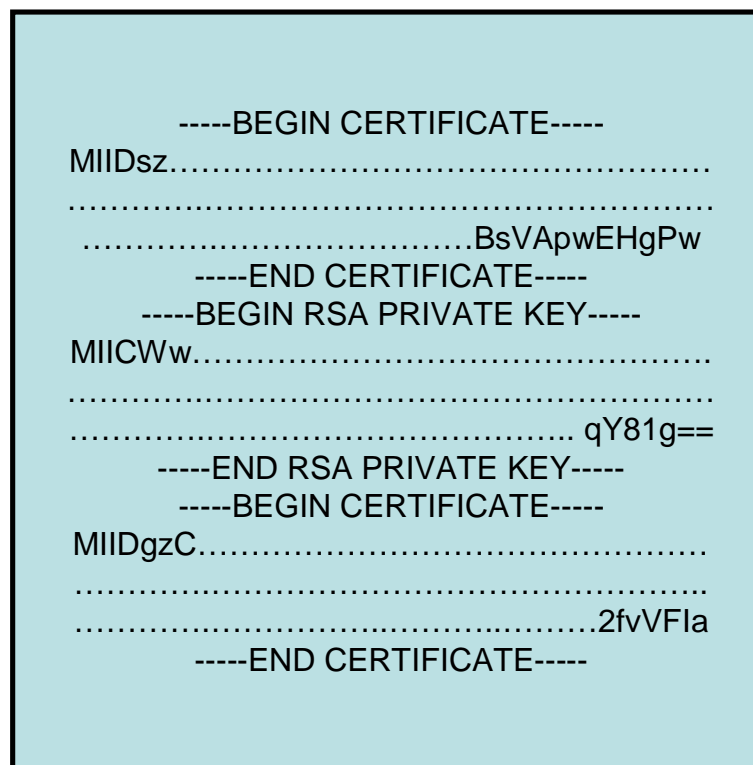 -----BEGIN CERTIFICATE-----
MIIDsz……………………………………………
…………..…………………………………………
…………..……………………BsVApwEHgPw
-----END CERTIFICATE-----
-----BEGIN RSA PRIVATE KEY-----
MIICWw………………………………………….
…………..…………………………………………
…………..…………………………….. qY81g==
-----END RSA PRIVATE KEY-----
-----BEGIN CERTIFICATE-----
MIIDgzC…………………………………………
…………..………………………………………..
…………..……………..………..………2fvVFIa
-----END CERTIFICATE-----